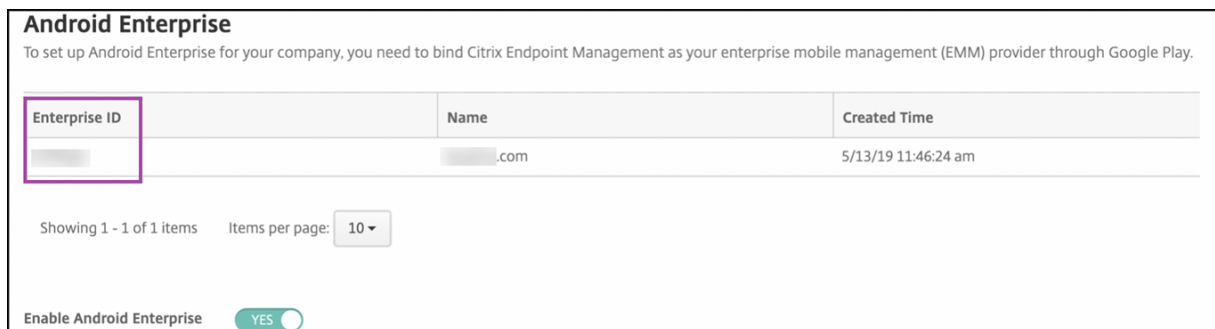 Android Enterprise
To set up Android Enterprise for your company, you need to bind Citrix Endpoint Management as your enterprise mobile management (EMM) provider through Google Play.
Enterprise ID Name Created Time
.com 5/13/19 11:46:24 am
Showing 1 - 1 of 1 items Items per page: 10
Enable Android Enterprise YES